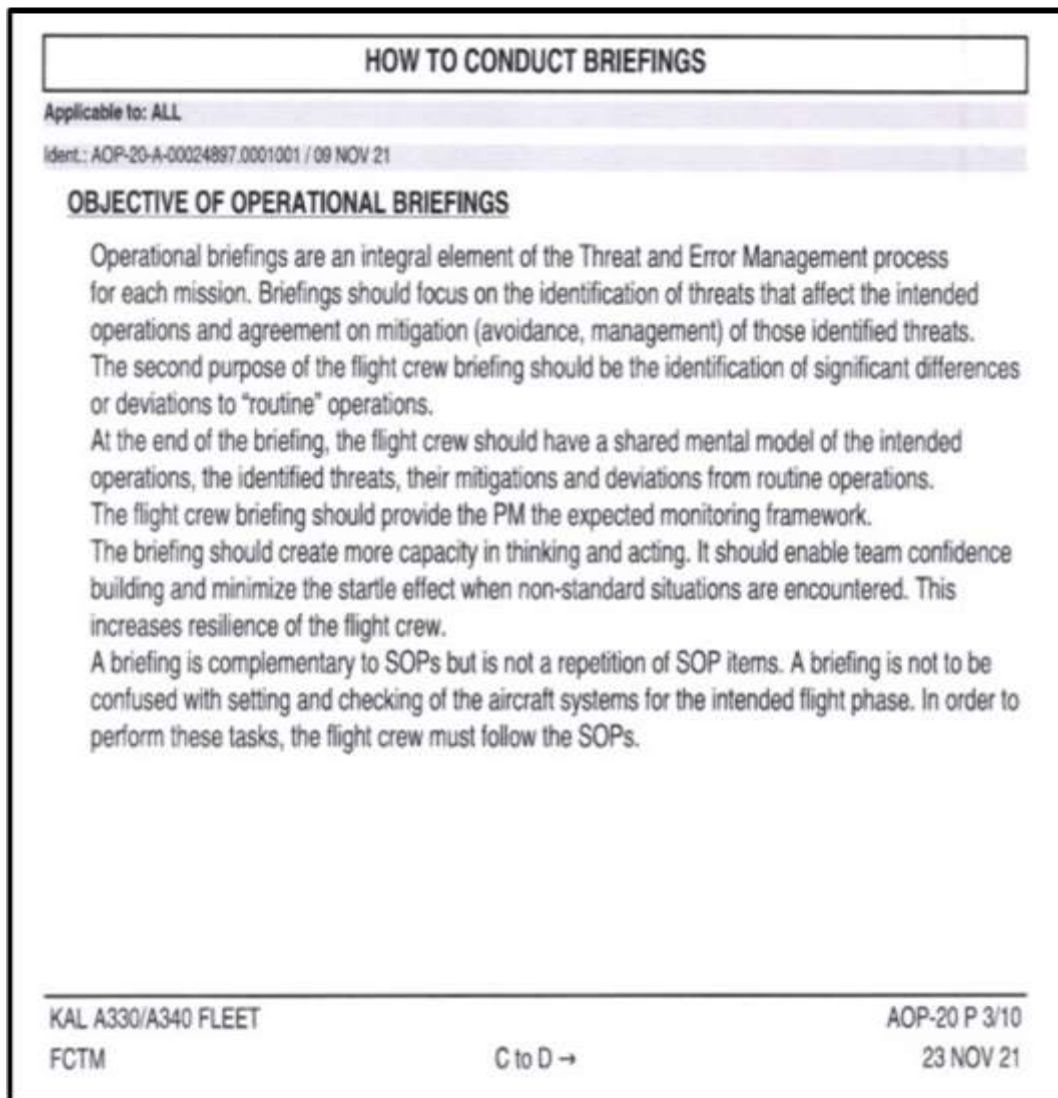 HOW TO CONDUCT BRIEFINGS
Applicable to: ALL
Ident.: AOP-20-A-00024897.0001001 / 09 NOV 21
OBJECTIVE OF OPERATIONAL BRIEFINGS
Operational briefings are an integral element of the Threat and Error Management process
for each mission. Briefings should focus on the identification of threats that affect the intended
operations and agreement on mitigation (avoidance, management) of those identified threats.
The second purpose of the flight crew briefing should be the identification of significant differences
or deviations to “routine” operations.
At the end of the briefing, the flight crew should have a shared mental model of the intended
operations, the identified threats, their mitigations and deviations from routine operations.
The flight crew briefing should provide the PM the expected monitoring framework.
The briefing should create more capacity in thinking and acting. It should enable team confidence
building and minimize the startle effect when non-standard situations are encountered. This
increases resilience of the flight crew.
A briefing is complementary to SOPs but is not a repetition of SOP items. A briefing is not to be
confused with setting and checking of the aircraft systems for the intended flight phase. In order to
perform these tasks, the flight crew must follow the SOPs.
KAL A330/A340 FLEET
AOP-20 P 3/10
FCTM
C to D →
23 NOV 21